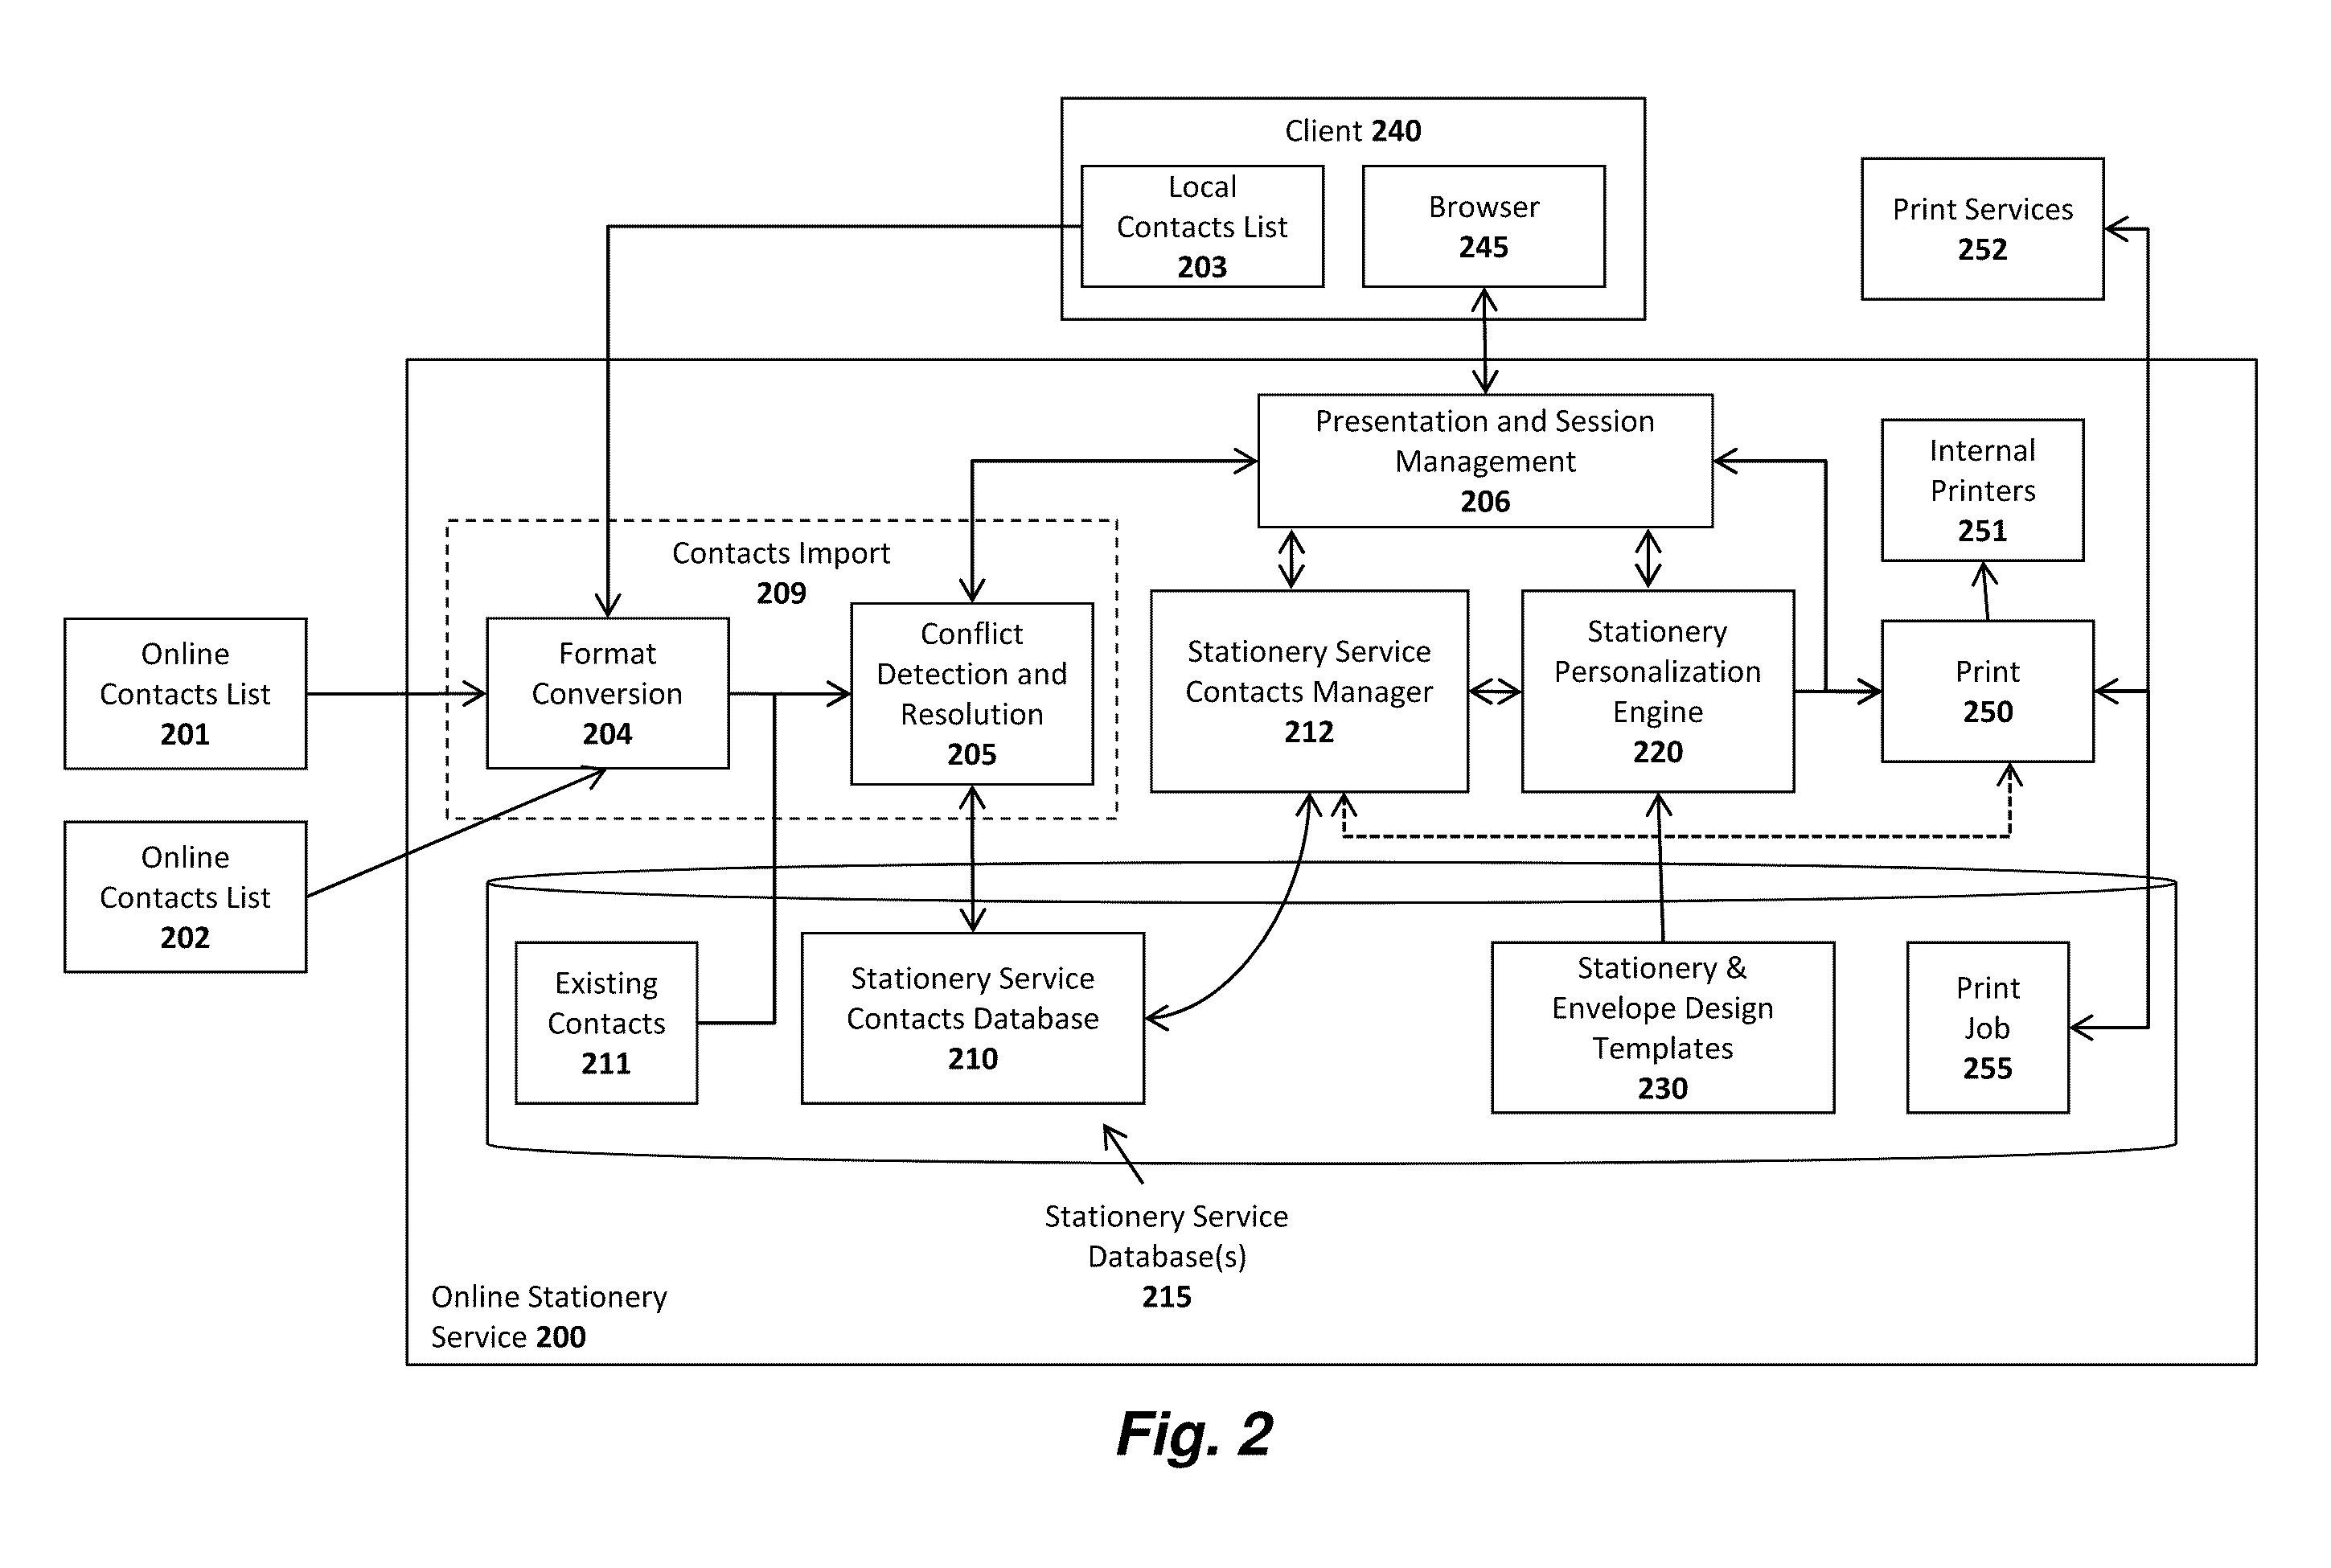 Client 240
Local
Contacts List
203
Browser
245
Print Services
252
Presentation and Session
Management
206
Internal
Printers
251
Contacts Import
209
Online
Contacts List
201
Format
Conversion
204
Conflict
Detection and
Resolution
205
Stationery Service
Contacts Manager
212
Stationery
Personalization
Engine
220
Print
250
Online
Contacts List
202
Existing
Contacts
211
Stationery Service
Contacts Database
210
Stationery &
Envelope Design
Templates
230
Print
Job
255
Stationery Service
Database(s)
215
Online Stationery
Service 200
Fig. 2